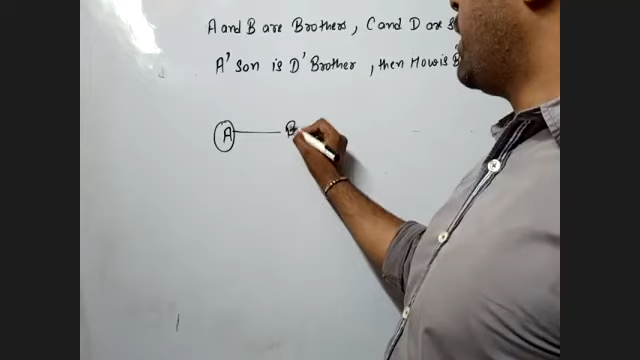 A and B are Brothers, C and D are
A' son is D' Brother, then How is B'
A B